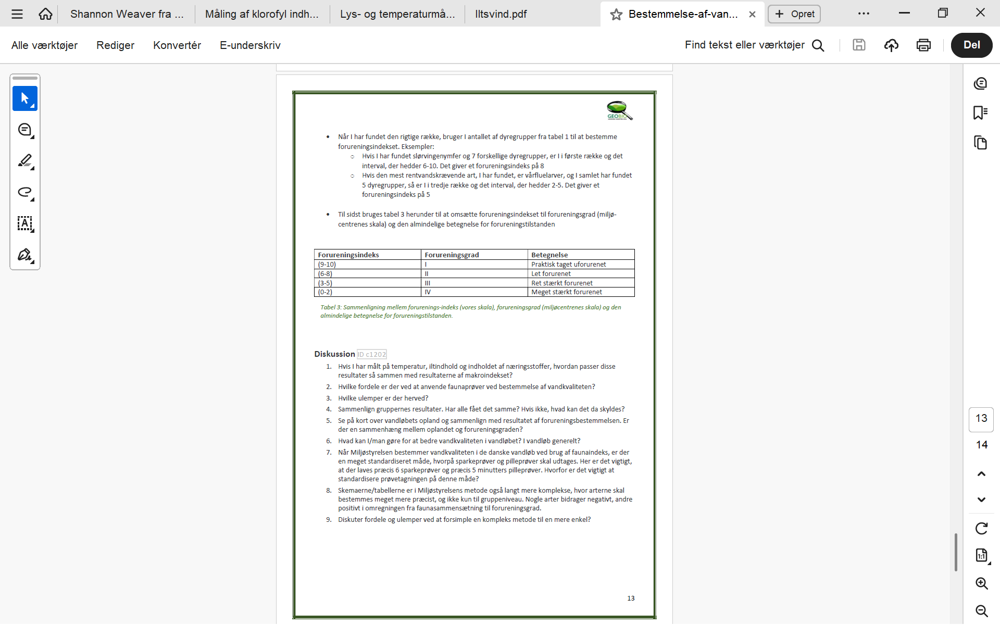 Shannon Weaver fra ...
Måling af klorofyl indh...
Lys- og temperaturmå...
Iltsvind.pdf
Bestemmelse-af-van...
Opret
Alle værktøjer
Rediger
Konvertér
E-underskriv
Find tekst eller værktøjer
Del
GEOBIO
• Når I har fundet den rigtige række, bruger I antallet af dyregrupper fra tabel 1 til at bestemme
forureningsindekset. Eksempler:
○ Hvis I har fundet slørvingenymfer og 7 forskellige dyregrupper, er I i første række og det
interval, der hedder 6-10. Det giver et forureningsindeks på 8
○ Hvis den mest rentvandskrævende art, I har fundet, er vårfluelarver, og I samlet har fundet
5 dyregrupper, så er I i tredje række og det interval, der hedder 2-5. Det giver et
forureningsindeks på 5
• Til sidst bruges tabel 3 herunder til at omsætte forureningsindekset til forureningsgrad (miljø-
centrenes skala) og den almindelige betegnelse for forureningstilstanden
Forureningsindeks Forureningsgrad Betegnelse
(9-10) I Praktisk taget uforurenet
(6-8) II Let forurenet
(3-5) III Ret stærkt forurenet
(0-2) IV Meget stærkt forurenet
Tabel 3: Sammenligning mellem forurenings-indeks (vores skala), forureningsgrad (miljøcentrenes skala) og den
almindelige betegnelse for forureningstilstanden.
Diskussion ID c1202
1. Hvis I har målt på temperatur, iltindhold og indholdet af næringsstoffer, hvordan passer disse
resultater så sammen med resultaterne af makroindekset?
2. Hvilke fordele er der ved at anvende faunaprøver ved bestemmelse af vandkvaliteten?
3. Hvilke ulemper er der herved?
4. Sammenlign gruppernes resultater. Har alle fået det samme? Hvis ikke, hvad kan det da skyldes?
5. Se på kort over vandløbets opland og sammenlign med resultatet af forureningsbestemmelsen. Er
der en sammenhæng mellem oplandet og forureningsgraden?
6. Hvad kan I/man gøre for at bedre vandkvaliteten i vandløbet? I vandløb generelt?
7. Når Miljøstyrelsen bestemmer vandkvaliteten i de danske vandløb ved brug af faunaindeks, er der
en meget standardiseret måde, hvorpå sparkeprøver og pilleprøver skal udtages. Her er det vigtigt,
at der laves præcis 6 sparkeprøver og præcis 5 minutters pilleprøver. Hvorfor er det vigtigt at
standardisere prøvetagningen på denne måde?
8. Skemaerne/tabellerne er i Miljøstyrelsens metode også langt mere komplekse, hvor arterne skal
bestemmes meget mere præcist, og ikke kun til gruppeniveau. Nogle arter bidrager negativt, andre
positivt i omregningen fra faunasammensætning til forureningsgrad.
9. Diskuter fordele og ulemper ved at forsimple en kompleks metode til en mere enkel?
13
13
14